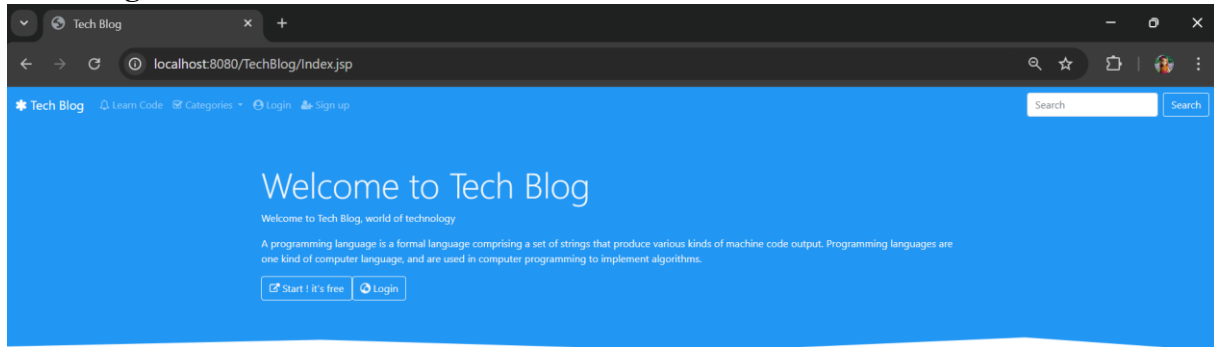 Tech Blog
localhost:8080/TechBlog/Index.jsp
Tech Blog Learn Code Categories Login Sign up Search Search
Welcome to Tech Blog
Welcome to Tech Blog, world of technology
A programming language is a formal language comprising a set of strings that produce various kinds of machine code output. Programming languages are
one kind of computer language, and are used in computer programming to implement algorithms.
Start ! it's free Login